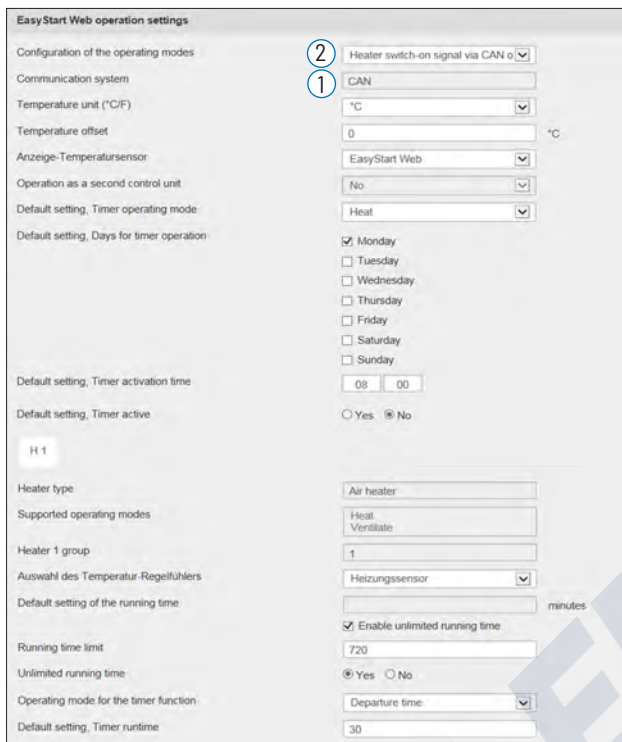 EasyStart Web operation settings
Configuration of the operating modes 2 Heater switch-on signal via CAN o
Communication system 1 CAN
Temperature unit (°C/F) °C
Temperature offset 0 °C
Anzeige-Temperatursensor EasyStart Web
Operation as a second control unit No
Default setting, Timer operating mode Heat
Default setting, Days for timer operation Monday
Tuesday
Wednesday
Thursday
Friday
Saturday
Sunday
Default setting, Timer activation time 08 00
Default setting, Timer active Yes No
H 1
Heater type Air heater
Supported operating modes Heat
Ventilate
Heater 1 group 1
Auswahl des Temperatur-Regelfühlers Heizungssensor
Default setting of the running time minutes
Enable unlimited running time
Running time limit 720
Unlimited running time Yes No
Operating mode for the timer function Departure time
Default setting, Timer runtime 30